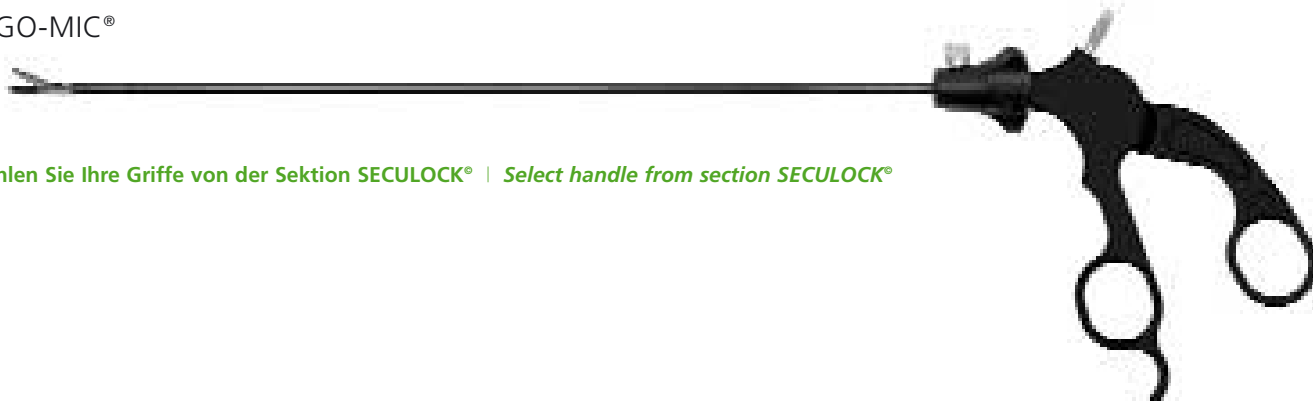 GO-MIC®
hlen Sie Ihre Griffe von der Sektion SECULOCK® | Select handle from section SECULOCK®